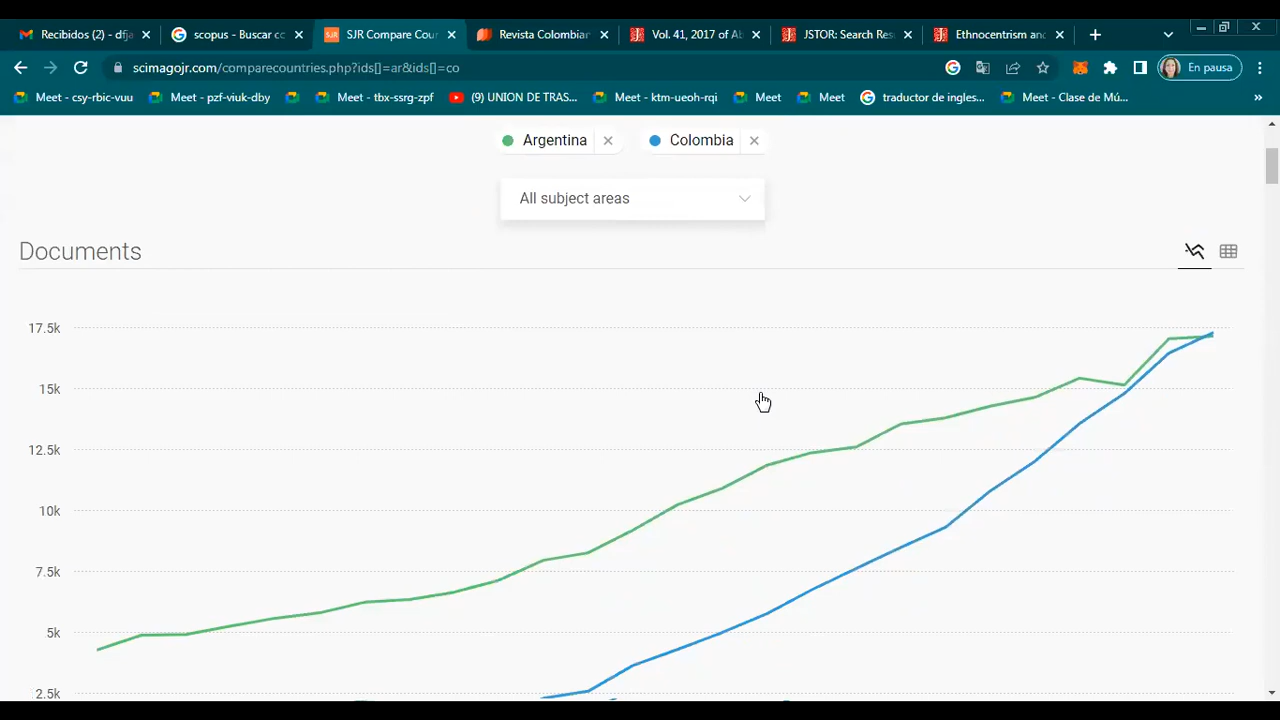 Recibidos (2) - dfja
scopus - Buscar co
SJR Compare Cou
Revista Colombian
Vol. 41, 2017 of Ab
JSTOR: Search Res
Ethnocentrism and
scimagojr.com/comparecountries.php?ids[]=ar&ids[]=co
En pausa
Meet - csy-rbic-vuu
Meet - pzf-viuk-dby
Meet - tbx-ssrg-zpf
(9) UNION DE TRAS...
Meet - ktm-ueoh-rqi
Meet
Meet
traductor de ingles...
Meet - Clase de Mú...
Argentina
Colombia
All subject areas
Documents
17.5k
15k
12.5k
10k
7.5k
5k
2.5k